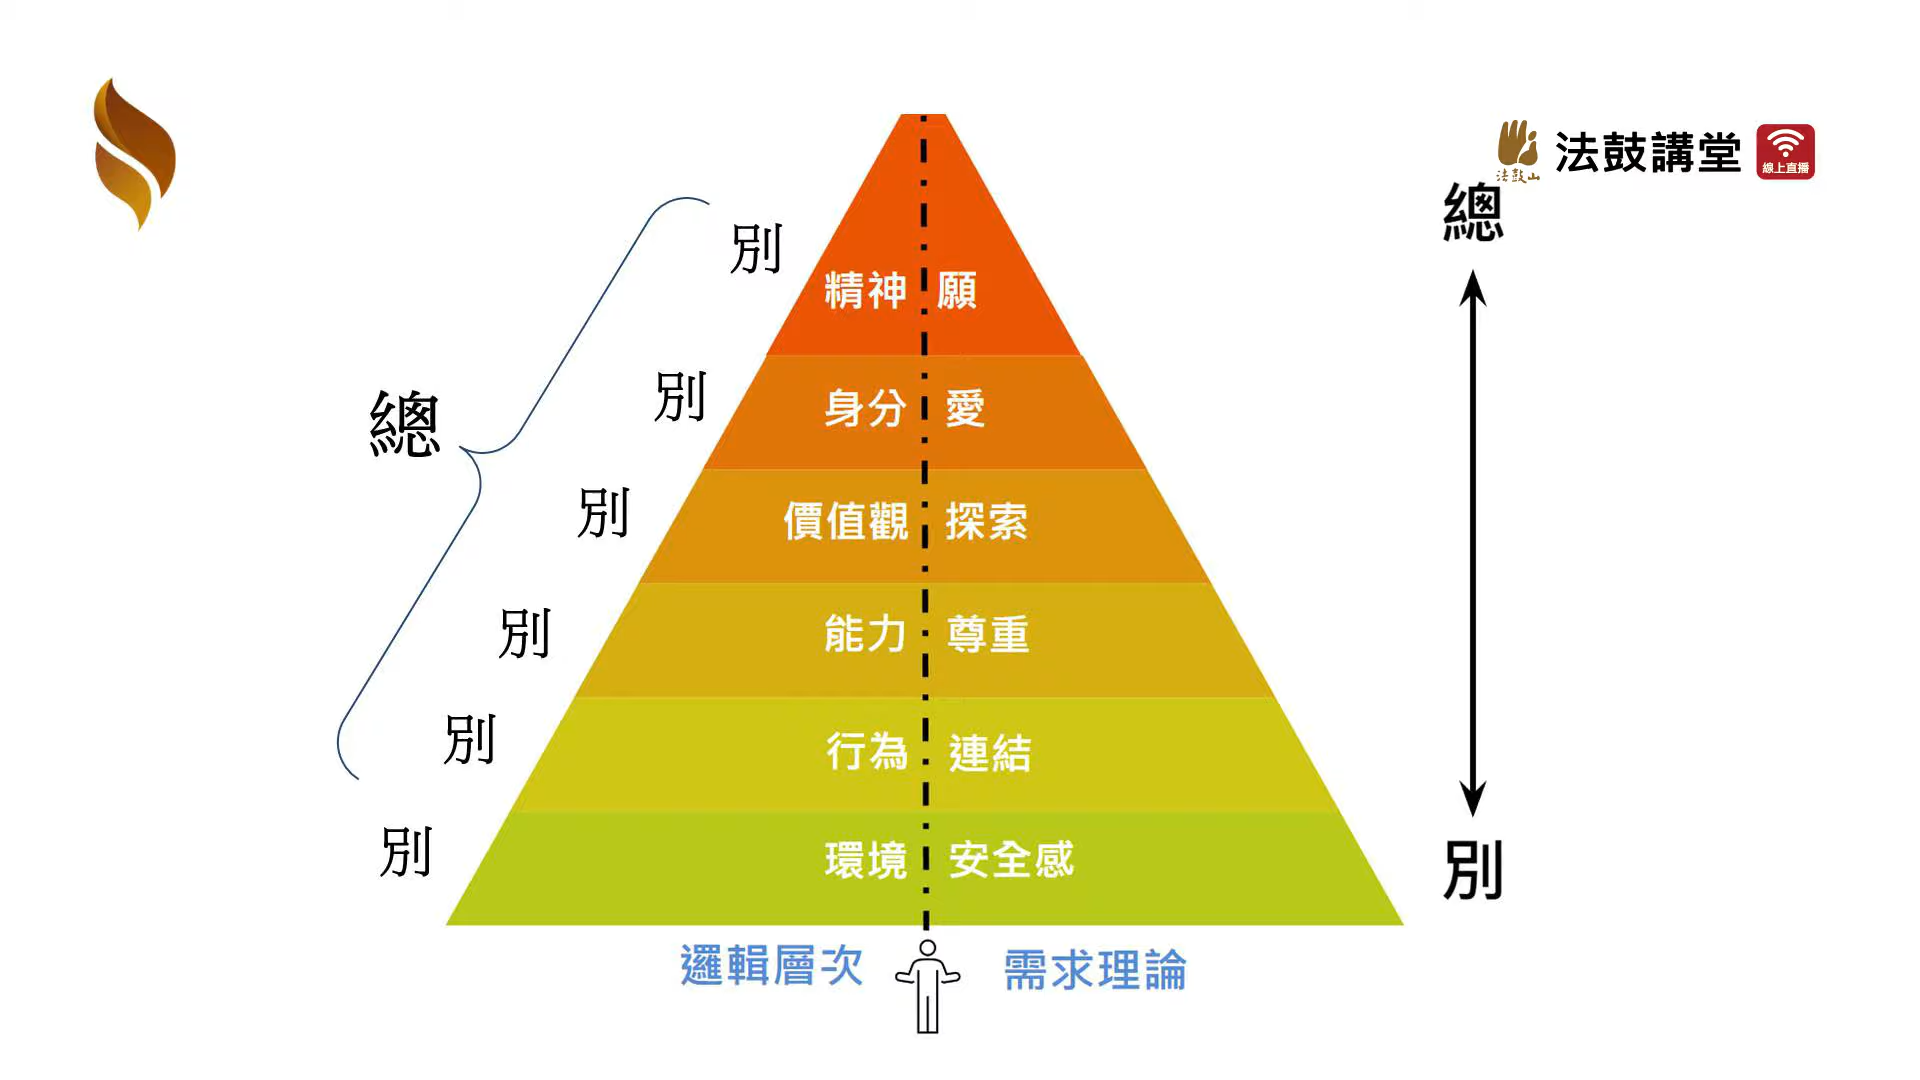 法鼓山
法鼓講堂
線上直播
總
別
總
別
別
別
別
別
別
精神 願
身分 愛
價值觀 探索
能力 尊重
行為 連結
環境 安全感
邏輯層次 需求理論